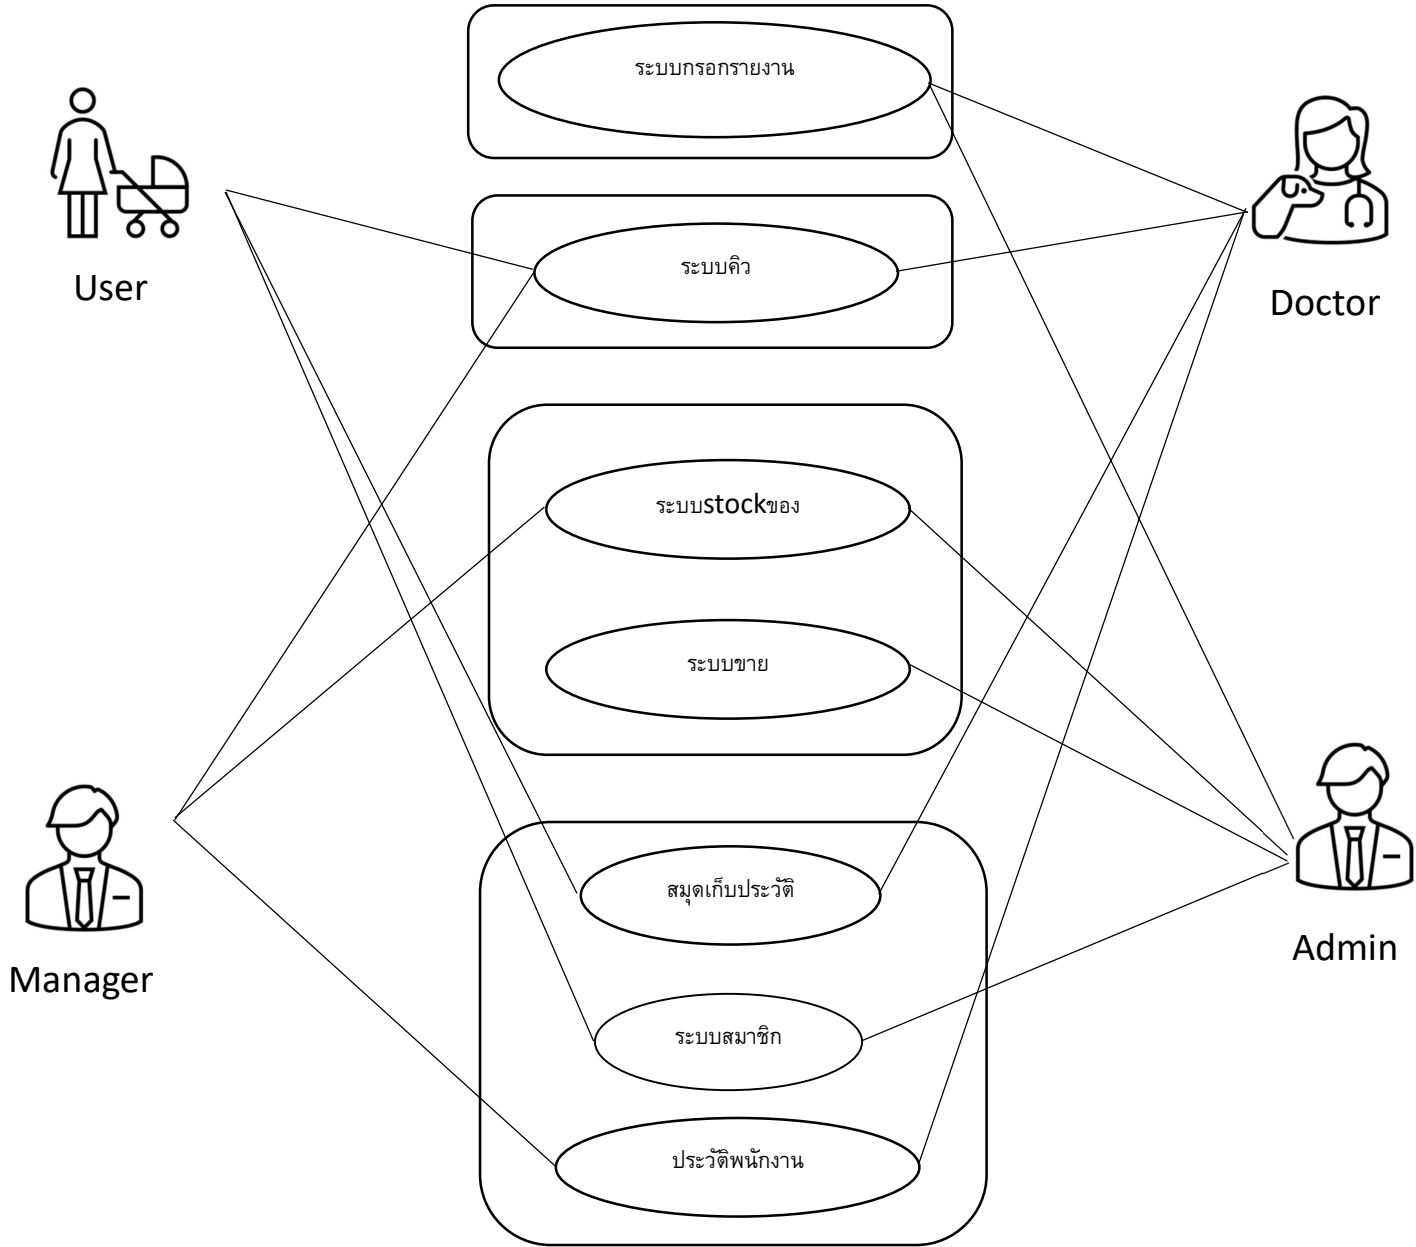 ระบบกรอกรายงาน
User
ระบบคิว
Doctor
ระบบstockของ
ระบบขาย
สมุดเก็บประวัติ
Manager
Admin
ระบบสมาชิก
ประวัติพนักงาน